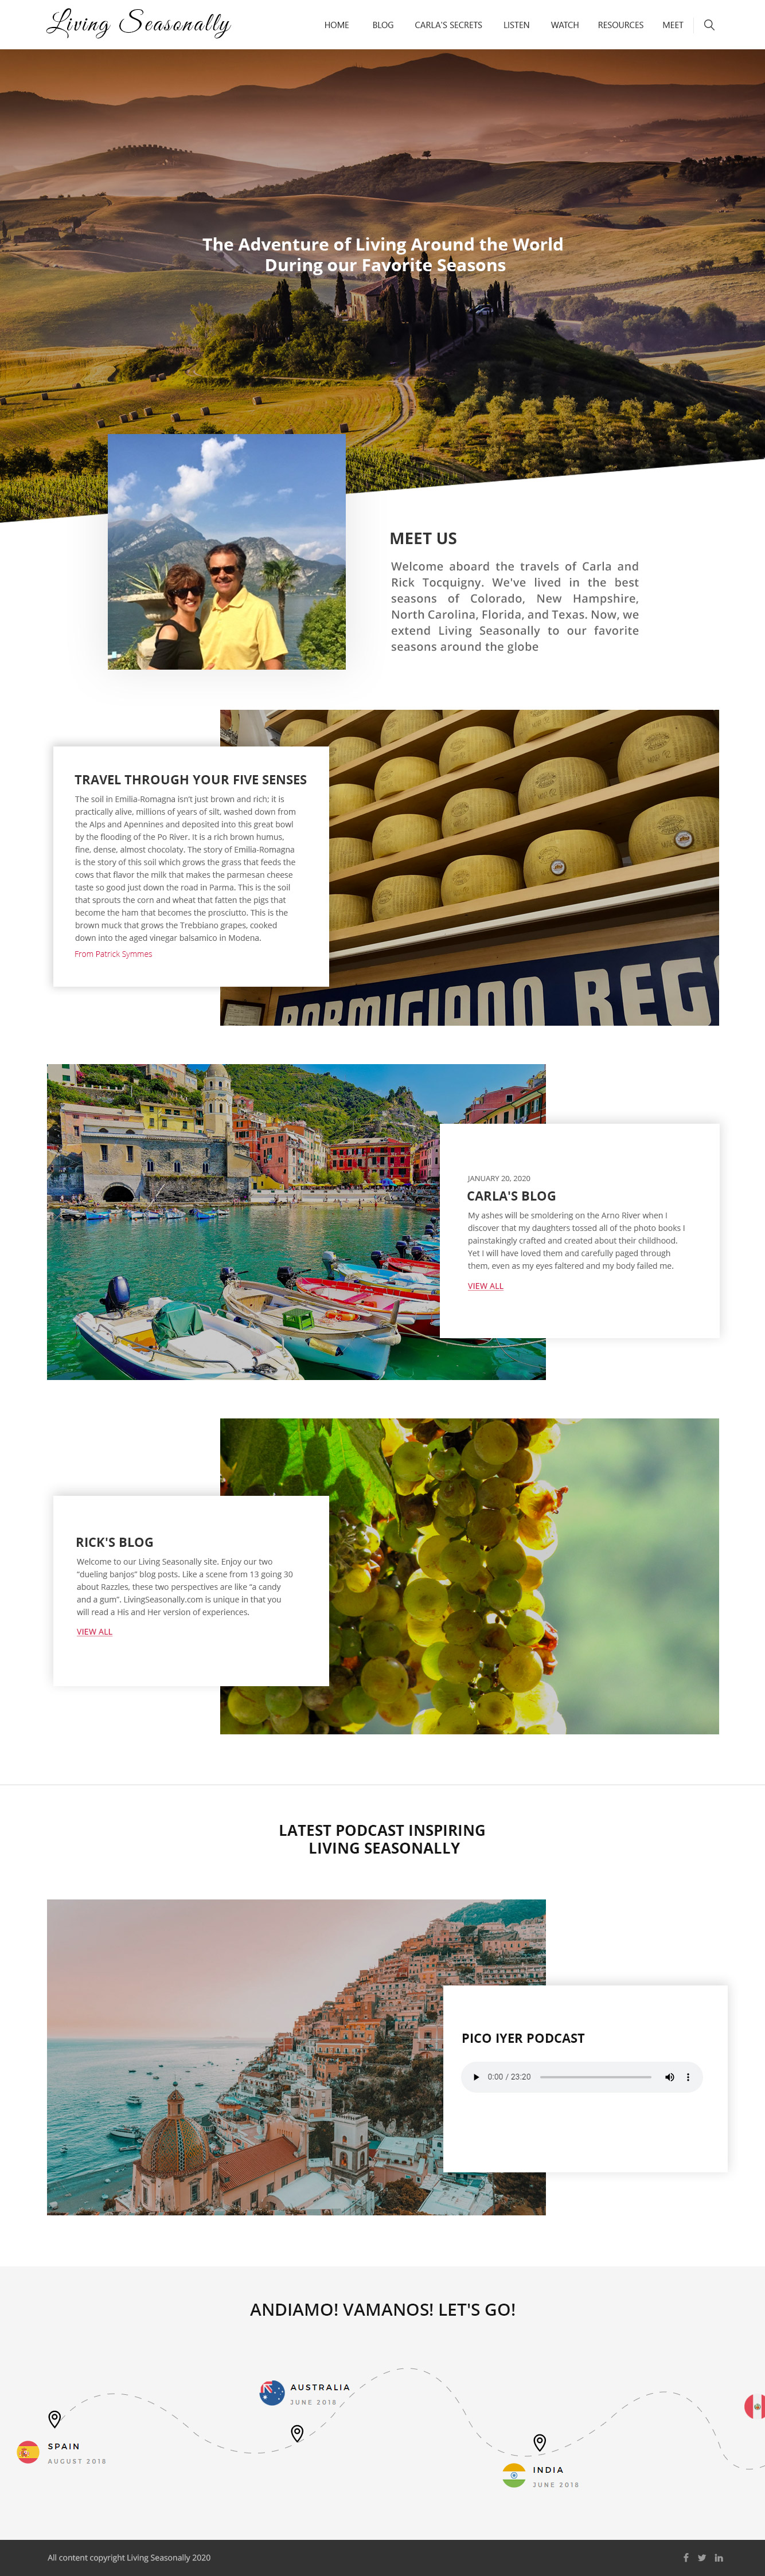 Living Seasonally
HOME BLOG CARLA'S SECRETS LISTEN WATCH RESOURCES MEET
The Adventure of Living Around the World
During our Favorite Seasons
MEET US
Welcome aboard the travels of Carla and
Rick Tocquigny. We've lived in the best
seasons of Colorado, New Hampshire,
North Carolina, Florida, and Texas. Now, we
extend Living Seasonally to our favorite
seasons around the globe
TRAVEL THROUGH YOUR FIVE SENSES
The soil in Emilia-Romagna isn't just brown and rich; it is
practically alive, millions of years of silt, washed down from
the Alps and Apennines and deposited into this great bowl
by the flooding of the Po River. It is a rich brown humus,
fine, dense, almost chocolaty. The story of Emilia-Romagna
is the story of this soil which grows the grass that feeds the
cows that flavor the milk that makes the parmesan cheese
taste so good just down the road in Parma. This is the soil
that sprouts the corn and wheat that fatten the pigs that
become the ham that becomes the prosciutto. This is the
brown muck that grows the Trebbiano grapes, cooked
down into the aged vinegar balsamico in Modena.
From Patrick Symmes
PARMIGIANO REGG
JANUARY 20, 2020
CARLA'S BLOG
My ashes will be smoldering on the Arno River when I
discover that my daughters tossed all of the photo books I
painstakingly crafted and created about their childhood.
Yet I will have loved them and carefully paged through
them, even as my eyes faltered and my body failed me.
VIEW ALL
RICK'S BLOG
Welcome to our Living Seasonally site. Enjoy our two
"dueling banjos" blog posts. Like a scene from 13 going 30
about Razzles, these two perspectives are like "a candy
and a gum". LivingSeasonally.com is unique in that you
will read a His and Her version of experiences.
VIEW ALL
LATEST PODCAST INSPIRING
LIVING SEASONALLY
PICO IYER PODCAST
0:00 / 23:20
ANDIAMO! VAMANOS! LET'S GO!
AUSTRALIA
JUNE 2018
SPAIN
AUGUST 2018
INDIA
JUNE 2018
All content copyright Living Seasonally 2020